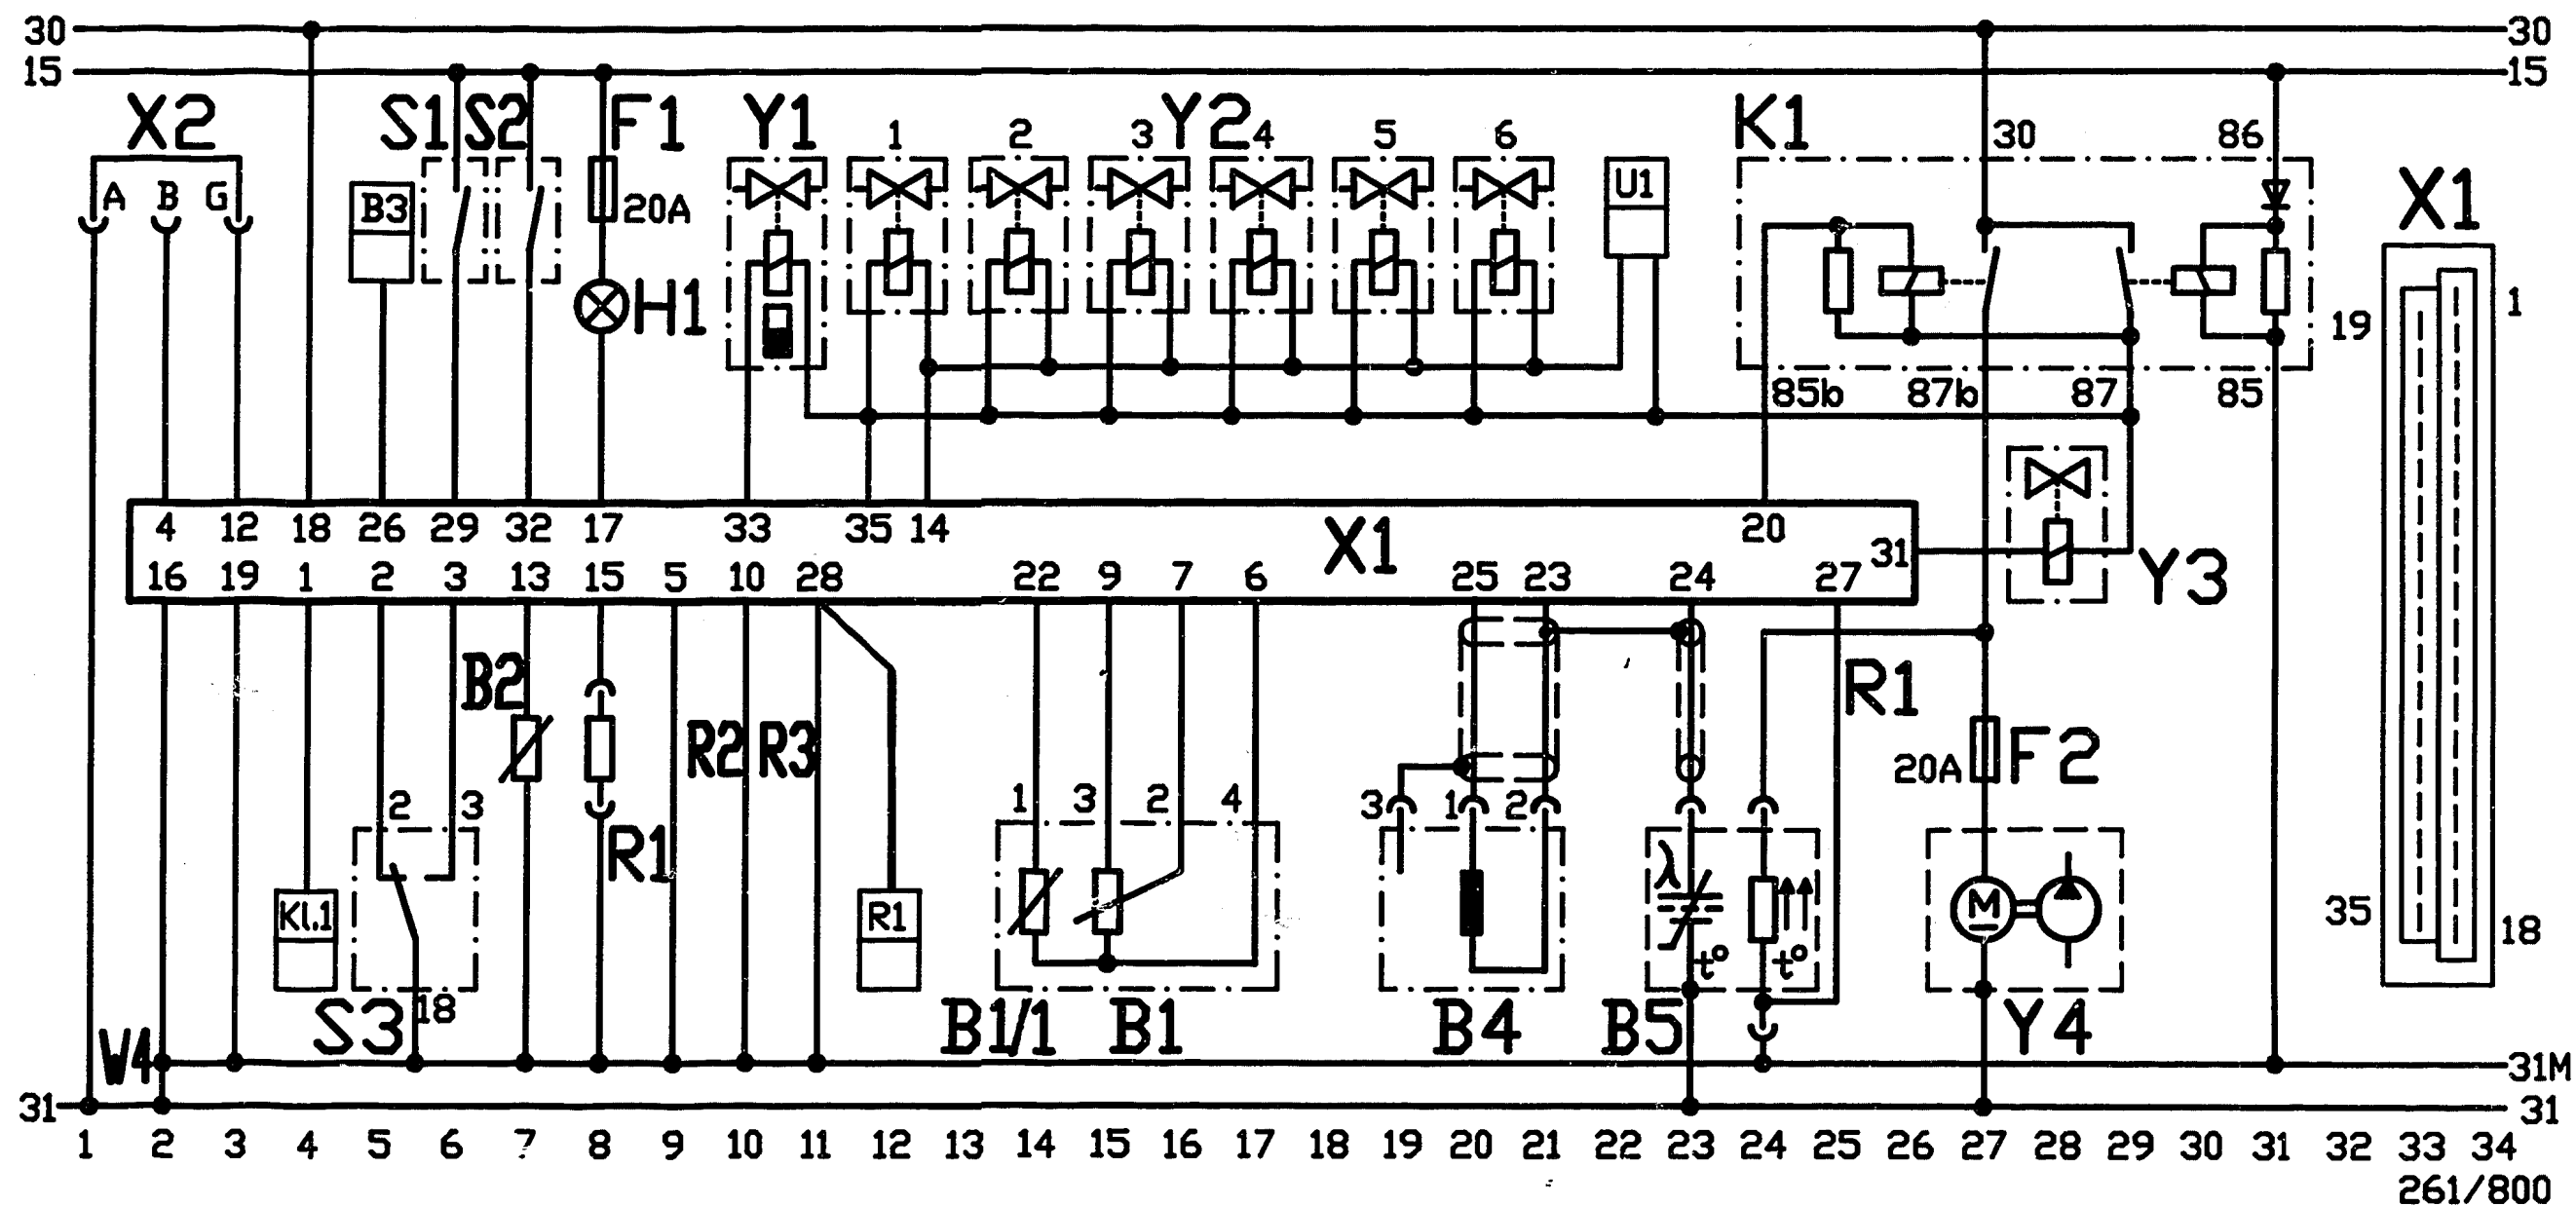 30 30
15 15
X2 S1 S2 F1 Y1 1 2 3 Y2 4 5 6 K1 30 86
A B G B3 20A U1 X1
H1 19 1
85b 87b 87 85
4 12 18 26 29 32 17 33 35 14 X1 20 31
16 19 1 2 3 13 15 5 10 28 22 9 7 6 25 23 24 27 Y3
B2 R1
R2 R3 20A F2
2 3 1 3 2 4 3 1 2
R1
Kl.1 R1 λ M 35 18
t° t°
S3 18 B1/1 B1 B4 B5 Y4
W4 31M
31 31
1 2 3 4 5 6 7 8 9 10 11 12 13 14 15 16 17 18 19 20 21 22 23 24 25 26 27 28 29 30 31 32 33 34
261/800